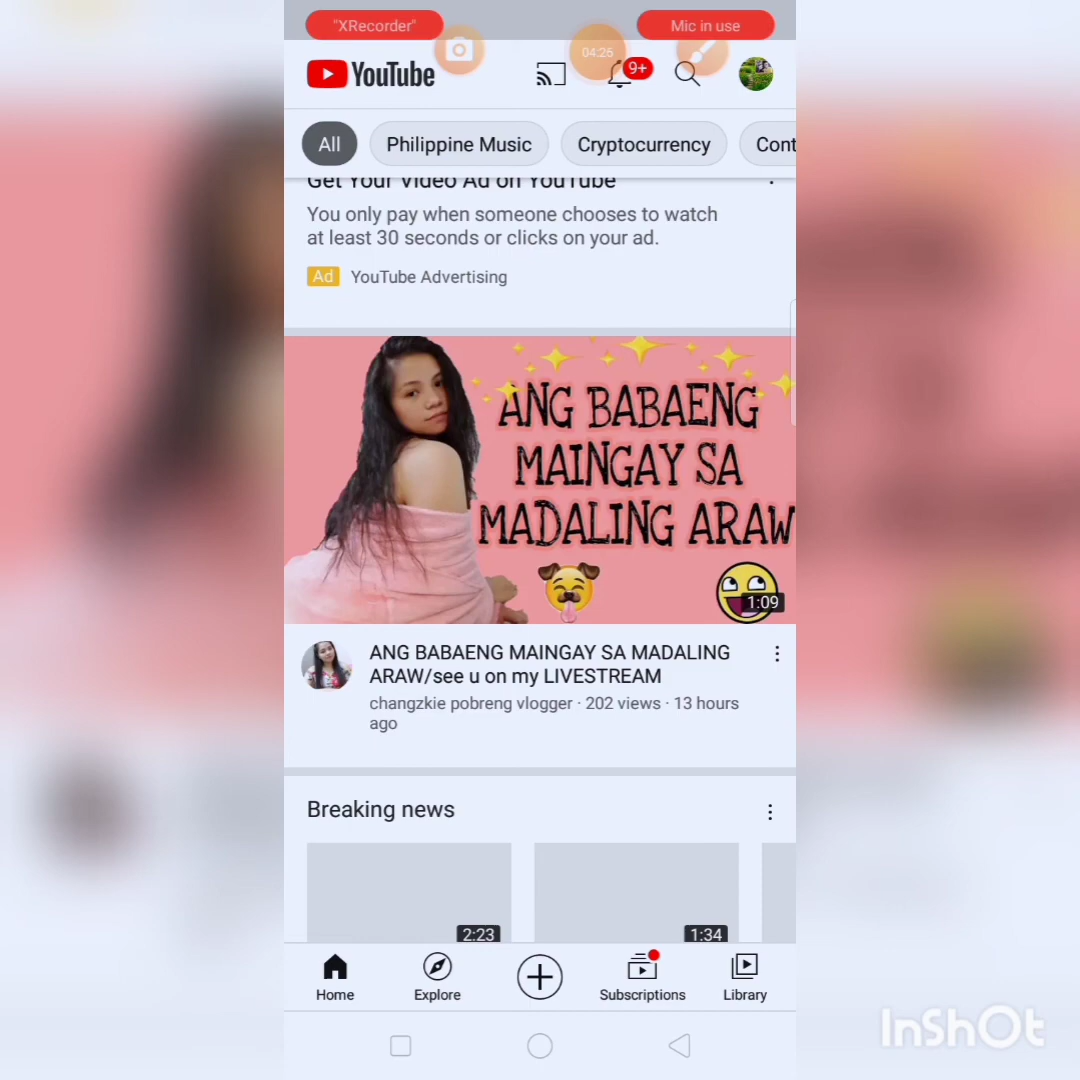 "XRecorder"
Mic in use
04:26
YouTube
9+
All
Philippine Music
Cryptocurrency
Cont
Get Your Video Ad on YouTube
You only pay when someone chooses to watch
at least 30 seconds or clicks on your ad.
Ad
YouTube Advertising
ANG BABAENG
MAINGAY SA
MADALING ARAW
1:09
ANG BABAENG MAINGAY SA MADALING
ARAW/see u on my LIVESTREAM
changzkie pobreng vlogger · 202 views · 13 hours
ago
Breaking news
2:23
1:34
Home
Explore
Subscriptions
Library
InShOt